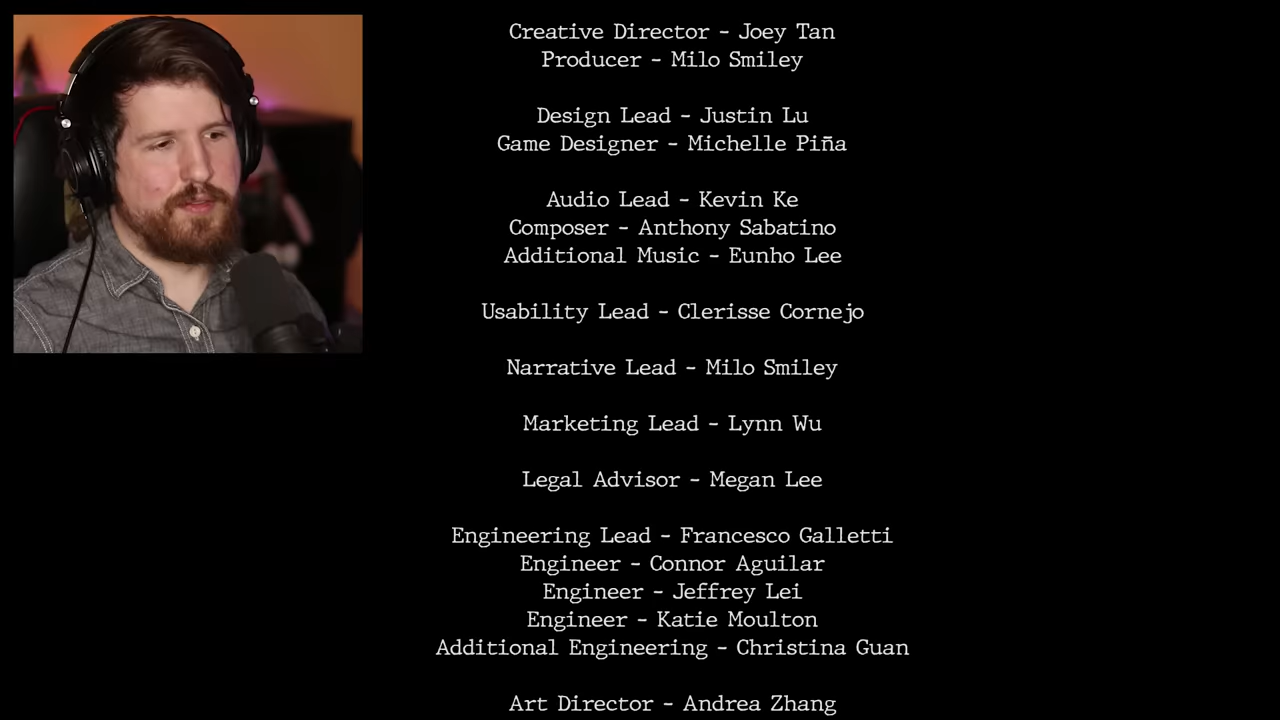 Creative Director - Joey Tan
Producer - Milo Smiley
Design Lead - Justin Lu
Game Designer - Michelle Piña
Audio Lead - Kevin Ke
Composer - Anthony Sabatino
Additional Music - Eunho Lee
Usability Lead - Clerisse Cornejo
Narrative Lead - Milo Smiley
Marketing Lead - Lynn Wu
Legal Advisor - Megan Lee
Engineering Lead - Francesco Galletti
Engineer - Connor Aguilar
Engineer - Jeffrey Lei
Engineer - Katie Moulton
Additional Engineering - Christina Guan
Art Director - Andrea Zhang